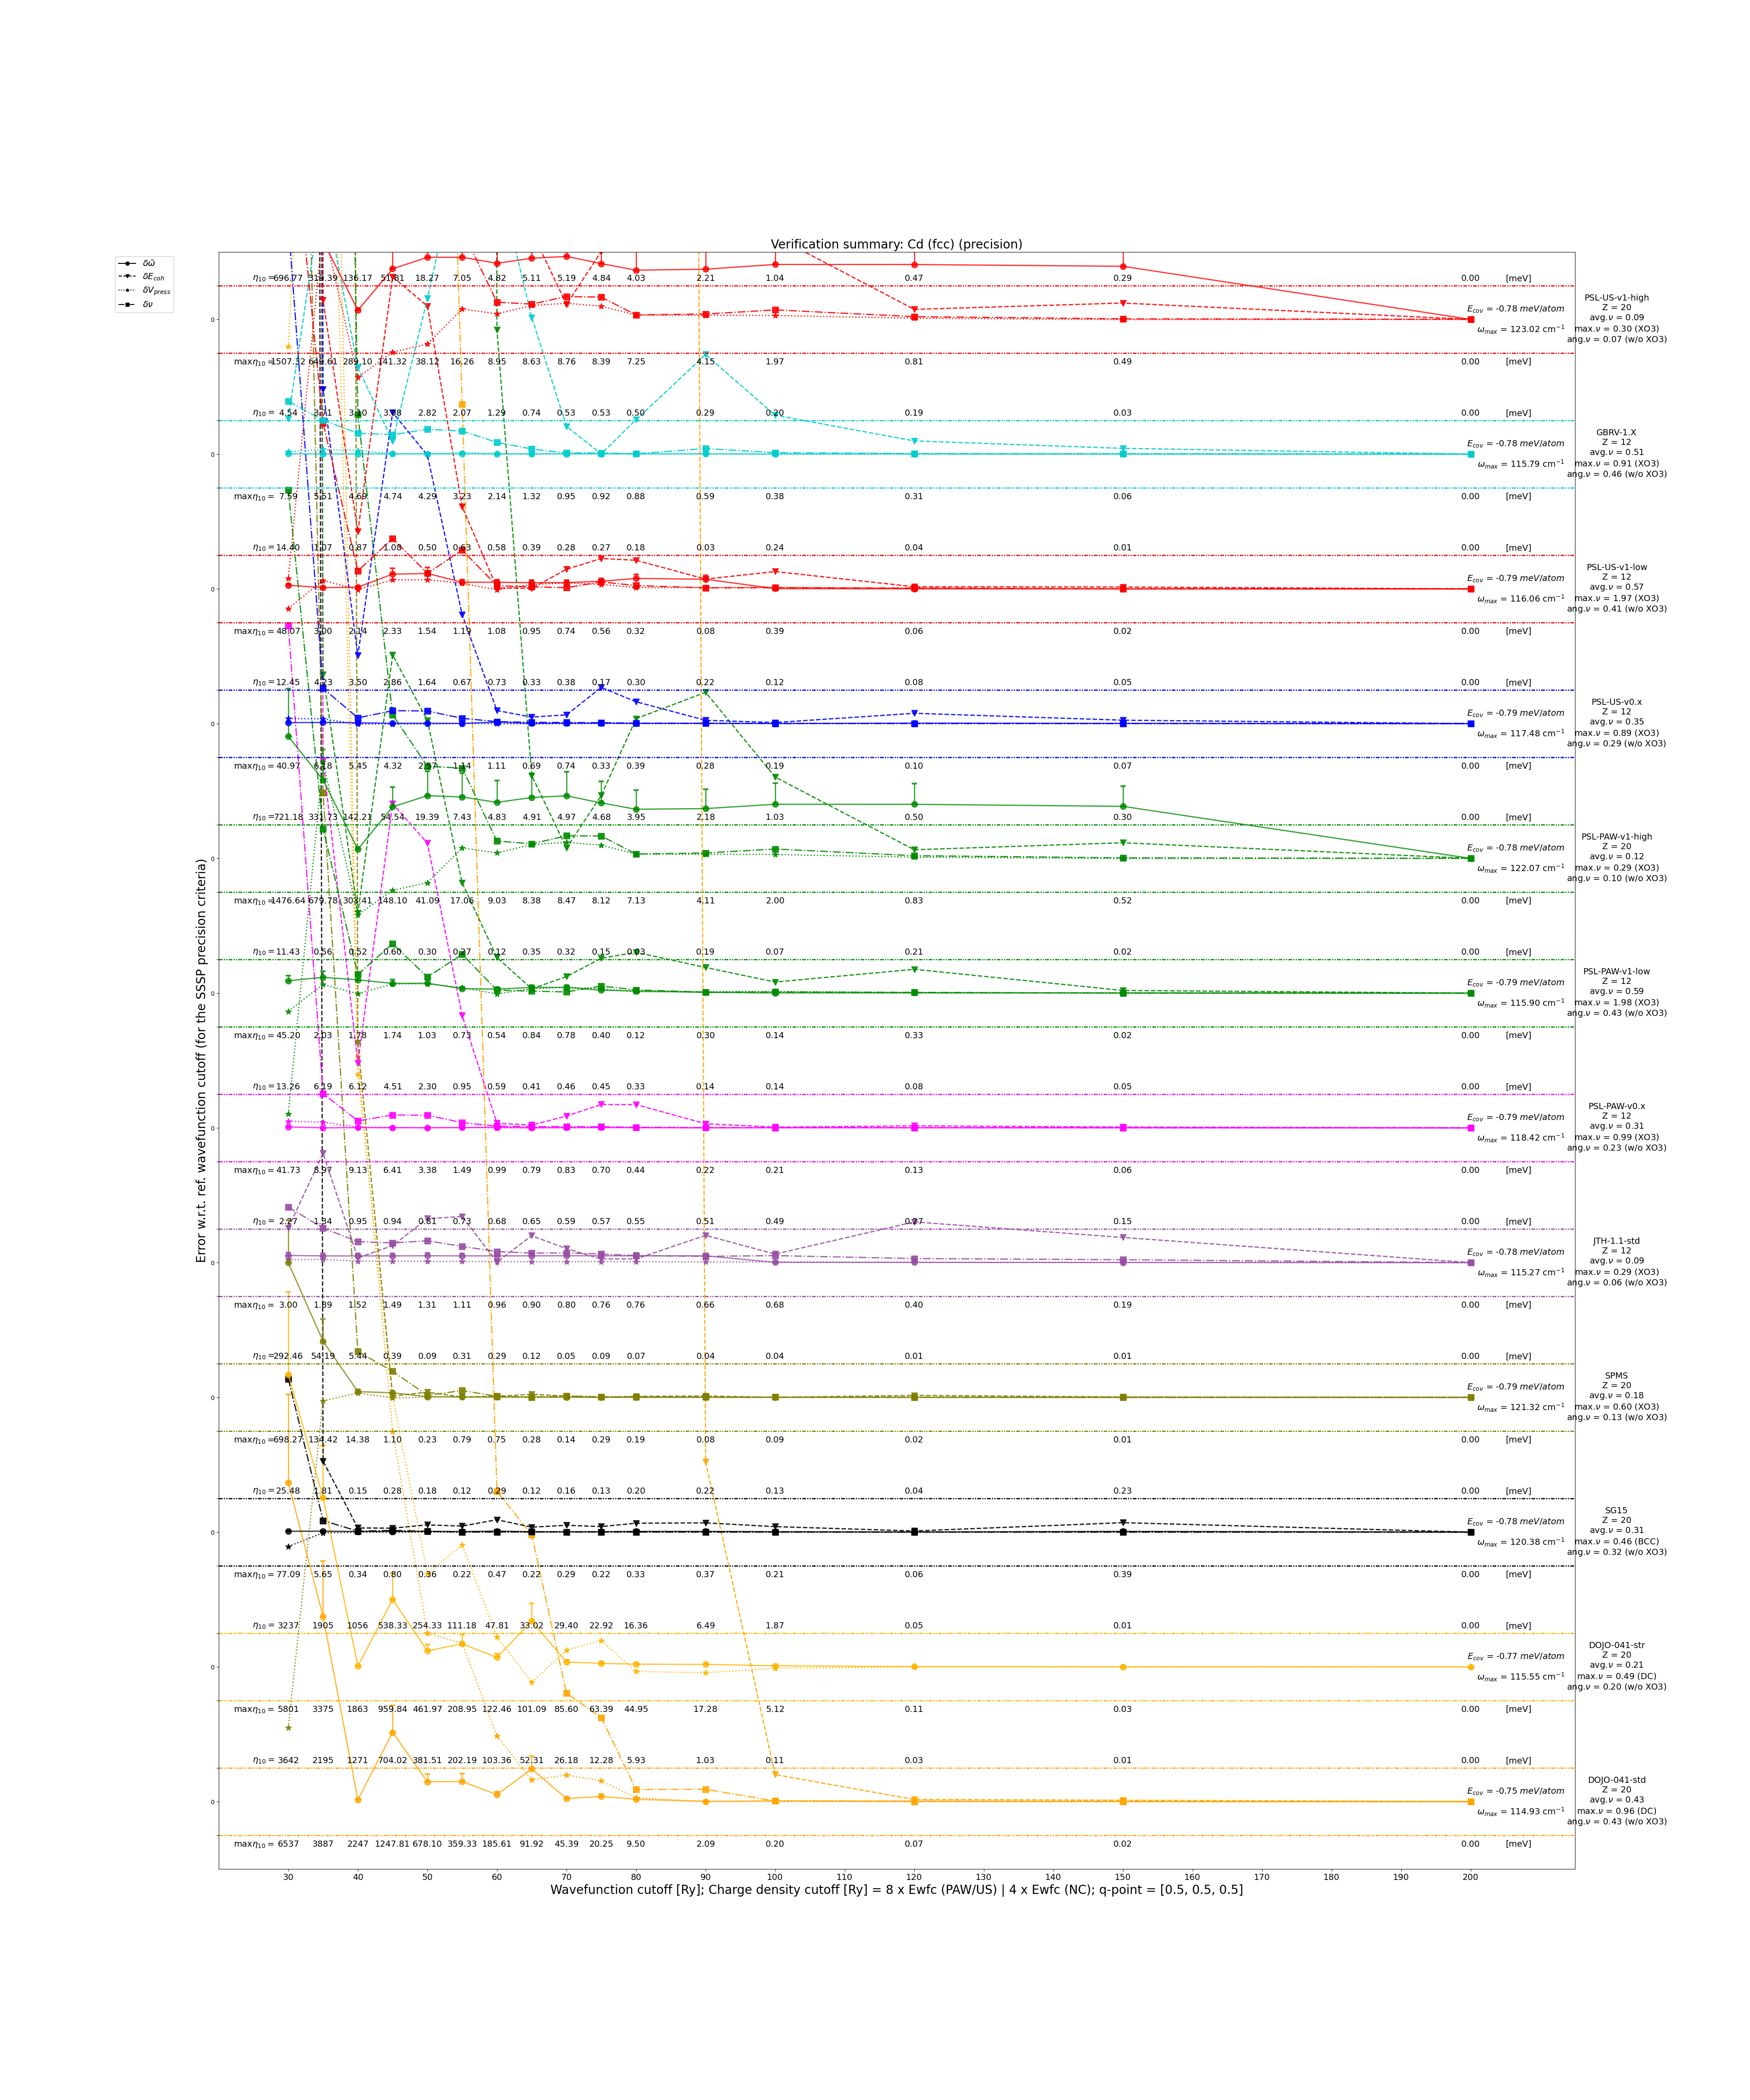 Verification summary: Cd (fcc) (precision)
δω̄
δE_coh
δV_press
δν
Error w.r.t. ref. wavefunction cutoff (for the SSSP precision criteria)
η₁₀ = 696.77 136.17 18.27 7.05 4.82 5.11 5.19 4.84 4.03 2.21 1.04 0.47 0.29 0.00 [meV]
0
E_cov = -0.78 meV/atom
ω_max = 123.02 cm⁻¹
maxη₁₀ = 1507.32 289.10 141.32 38.12 16.26 8.95 8.63 8.76 8.39 7.25 4.15 1.97 0.81 0.49 0.00 [meV]
PSL-US-v1-high
Z = 20
avg.ν = 0.09
max.ν = 0.30 (XO3)
ang.ν = 0.07 (w/o XO3)
η₁₀ = 4.54 2.82 2.07 1.29 0.74 0.53 0.53 0.50 0.29 0.20 0.19 0.03 0.00 [meV]
0
E_cov = -0.78 meV/atom
ω_max = 115.79 cm⁻¹
maxη₁₀ = 7.59 5.51 4.69 4.74 4.29 3.23 2.14 1.32 0.95 0.92 0.88 0.59 0.38 0.31 0.06 0.00 [meV]
GBRV-1.X
Z = 12
avg.ν = 0.51
max.ν = 0.91 (XO3)
ang.ν = 0.46 (w/o XO3)
η₁₀ = 14.40 1.07 0.87 1.08 0.50 0.63 0.58 0.39 0.28 0.27 0.18 0.03 0.24 0.04 0.01 0.00 [meV]
0
E_cov = -0.79 meV/atom
ω_max = 116.06 cm⁻¹
maxη₁₀ = 48.07 3.00 2.14 2.33 1.54 1.19 1.08 0.95 0.74 0.56 0.32 0.08 0.39 0.06 0.02 0.00 [meV]
PSL-US-v1-low
Z = 12
avg.ν = 0.57
max.ν = 1.97 (XO3)
ang.ν = 0.41 (w/o XO3)
η₁₀ = 12.45 4.23 3.50 2.86 1.64 0.67 0.73 0.33 0.38 0.17 0.30 0.22 0.12 0.08 0.05 0.00 [meV]
0
E_cov = -0.79 meV/atom
ω_max = 117.48 cm⁻¹
maxη₁₀ = 40.97 5.45 4.32 1.14 1.11 0.69 0.74 0.33 0.39 0.28 0.19 0.10 0.07 0.00 [meV]
PSL-US-v0.x
Z = 12
avg.ν = 0.35
max.ν = 0.89 (XO3)
ang.ν = 0.29 (w/o XO3)
η₁₀ = 721.18 331.73 142.21 54.54 19.39 7.43 4.83 4.91 4.97 4.68 3.95 2.18 1.03 0.50 0.30 0.00 [meV]
0
E_cov = -0.78 meV/atom
ω_max = 122.07 cm⁻¹
maxη₁₀ = 1476.64 679.78 148.10 41.09 17.06 9.03 8.38 8.47 8.12 7.13 4.11 2.00 0.83 0.52 0.00 [meV]
PSL-PAW-v1-high
Z = 20
avg.ν = 0.12
max.ν = 0.29 (XO3)
ang.ν = 0.10 (w/o XO3)
η₁₀ = 11.43 0.56 0.52 0.60 0.30 0.27 0.12 0.35 0.32 0.15 0.19 0.07 0.21 0.02 0.00 [meV]
0
E_cov = -0.79 meV/atom
ω_max = 115.90 cm⁻¹
maxη₁₀ = 45.20 2.03 1.78 1.74 1.03 0.73 0.54 0.84 0.78 0.40 0.12 0.30 0.14 0.33 0.02 0.00 [meV]
PSL-PAW-v1-low
Z = 12
avg.ν = 0.59
max.ν = 1.98 (XO3)
ang.ν = 0.43 (w/o XO3)
η₁₀ = 13.26 6.19 6.12 4.51 2.30 0.95 0.59 0.41 0.46 0.45 0.33 0.14 0.14 0.08 0.05 0.00 [meV]
0
E_cov = -0.79 meV/atom
ω_max = 118.42 cm⁻¹
maxη₁₀ = 41.73 8.97 9.13 6.41 3.38 1.49 0.99 0.79 0.83 0.70 0.44 0.22 0.21 0.13 0.06 0.00 [meV]
PSL-PAW-v0.x
Z = 12
avg.ν = 0.31
max.ν = 0.99 (XO3)
ang.ν = 0.23 (w/o XO3)
η₁₀ = 2.27 1.34 0.95 0.94 0.81 0.73 0.68 0.65 0.59 0.57 0.55 0.51 0.49 0.15 0.00 [meV]
0
E_cov = -0.78 meV/atom
ω_max = 115.27 cm⁻¹
maxη₁₀ = 3.00 1.89 1.52 1.49 1.31 1.11 0.96 0.90 0.80 0.76 0.76 0.66 0.68 0.40 0.19 0.00 [meV]
JTH-1.1-std
Z = 12
avg.ν = 0.09
max.ν = 0.29 (XO3)
ang.ν = 0.06 (w/o XO3)
η₁₀ = 292.46 54.19 5.44 0.39 0.09 0.31 0.29 0.12 0.05 0.09 0.07 0.04 0.04 0.01 0.01 0.00 [meV]
0
E_cov = -0.79 meV/atom
ω_max = 121.32 cm⁻¹
maxη₁₀ = 698.27 134.42 14.38 1.10 0.23 0.79 0.75 0.28 0.14 0.29 0.19 0.08 0.09 0.02 0.01 0.00 [meV]
SPMS
Z = 20
avg.ν = 0.18
max.ν = 0.60 (XO3)
ang.ν = 0.13 (w/o XO3)
η₁₀ = 25.48 1.81 0.15 0.28 0.18 0.12 0.29 0.12 0.16 0.13 0.20 0.22 0.13 0.04 0.23 0.00 [meV]
0
E_cov = -0.78 meV/atom
ω_max = 120.38 cm⁻¹
maxη₁₀ = 77.09 5.65 0.34 0.80 0.36 0.22 0.47 0.22 0.29 0.22 0.33 0.37 0.21 0.06 0.39 0.00 [meV]
SG15
Z = 20
avg.ν = 0.31
max.ν = 0.46 (BCC)
ang.ν = 0.32 (w/o XO3)
η₁₀ = 3237 1905 1056 538.33 254.33 111.18 47.81 33.02 29.40 22.92 16.36 6.49 1.87 0.05 0.01 0.00 [meV]
0
E_cov = -0.77 meV/atom
ω_max = 115.55 cm⁻¹
maxη₁₀ = 5801 3375 1863 959.84 461.97 208.95 122.46 101.09 85.60 63.39 44.95 17.28 5.12 0.11 0.03 0.00 [meV]
DOJO-041-str
Z = 20
avg.ν = 0.21
max.ν = 0.49 (DC)
ang.ν = 0.20 (w/o XO3)
η₁₀ = 3642 2195 1271 704.02 381.51 202.19 103.36 52.31 26.18 12.28 5.93 1.03 0.11 0.03 0.01 0.00 [meV]
0
E_cov = -0.75 meV/atom
ω_max = 114.93 cm⁻¹
maxη₁₀ = 6537 3887 2247 1247.81 678.10 359.33 185.61 91.92 45.39 20.25 9.50 2.09 0.20 0.07 0.02 0.00 [meV]
DOJO-041-std
Z = 20
avg.ν = 0.43
max.ν = 0.96 (DC)
ang.ν = 0.43 (w/o XO3)
30 40 50 60 70 80 90 100 110 120 130 140 150 160 170 180 190 200
Wavefunction cutoff [Ry]; Charge density cutoff [Ry] = 8 x Ewfc (PAW/US) | 4 x Ewfc (NC); q-point = [0.5, 0.5, 0.5]